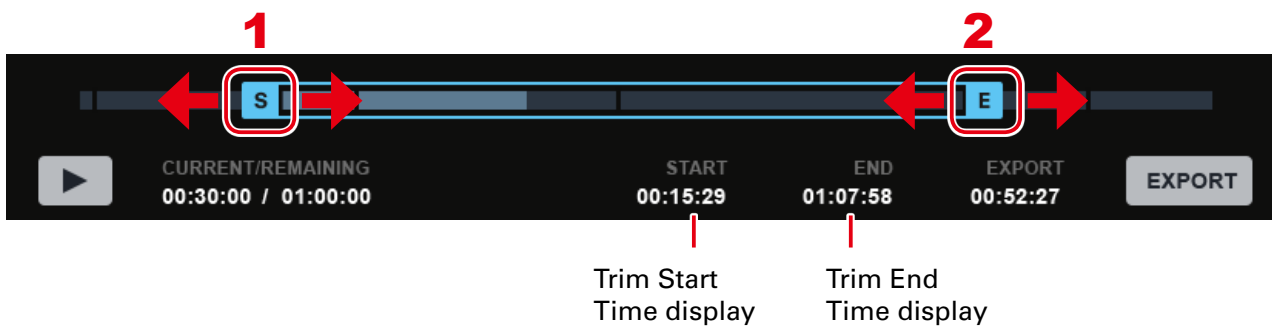 1 2
S E
CURRENT/REMAINING START END EXPORT
00:30:00 / 01:00:00 00:15:29 01:07:58 00:52:27
EXPORT
Trim Start
Time display
Trim End
Time display